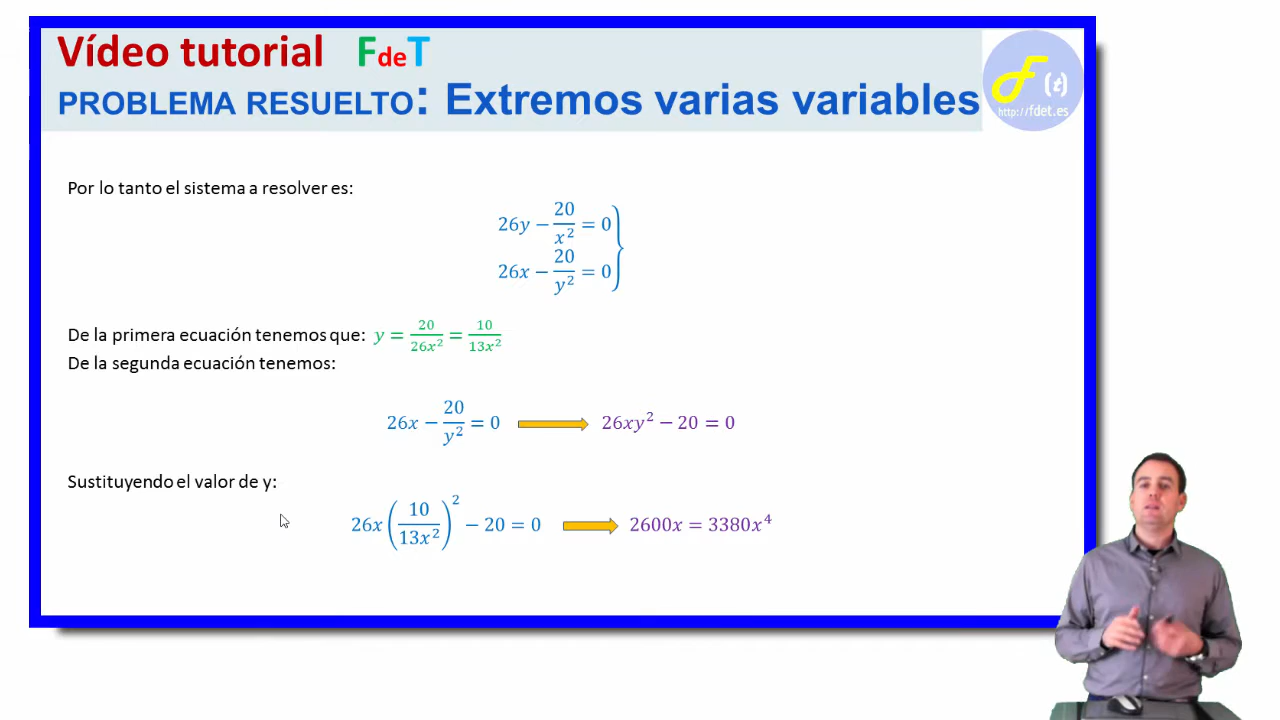 Vídeo tutorial FdeT
PROBLEMA RESUELTO: Extremos varias variables
F(t)
http://fdet.es
Por lo tanto el sistema a resolver es:
26y − 20/x² = 0
26x − 20/y² = 0 }
De la primera ecuación tenemos que: y = 20/26x² = 10/13x²
De la segunda ecuación tenemos:
26x − 20/y² = 0 26xy² − 20 = 0
Sustituyendo el valor de y:
26x(10/13x²)² − 20 = 0 2600x = 3380x⁴